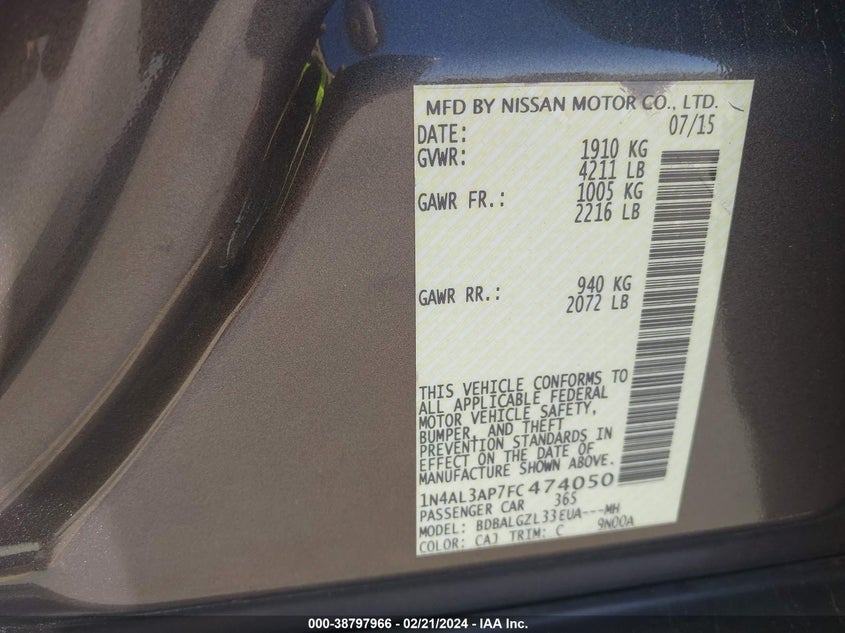 MFD BY NISSAN MOTOR CO., LTD.
DATE: 07/15
GVWR: 1910 KG
4211 LB
GAWR FR.: 1005 KG
2216 LB
GAWR RR.: 940 KG
2072 LB
THIS VEHICLE CONFORMS TO
ALL APPLICABLE FEDERAL
MOTOR VEHICLE SAFETY,
BUMPER, AND THEFT
PREVENTION STANDARDS IN
EFFECT ON THE DATE OF
MANUFACTURE SHOWN ABOVE.
1N4AL3AP7FC474050
PASSENGER CAR 365
MODEL: BDBALGZL33EUA---MH
COLOR: CAJ TRIM: C 9N00A
000-38797966 - 02/21/2024 - IAA Inc.